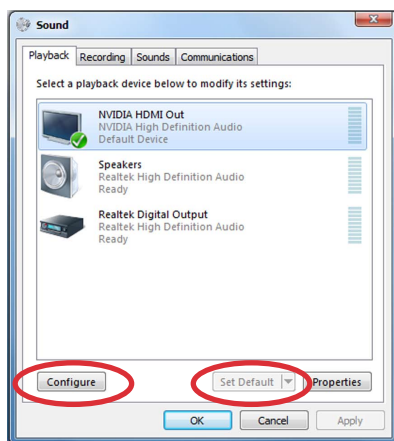 Sound
Playback Recording Sounds Communications
Select a playback device below to modify its settings:
NVIDIA HDMI Out
NVIDIA High Definition Audio
Default Device
Speakers
Realtek High Definition Audio
Ready
Realtek Digital Output
Realtek High Definition Audio
Ready
Configure Set Default Properties
OK Cancel Apply